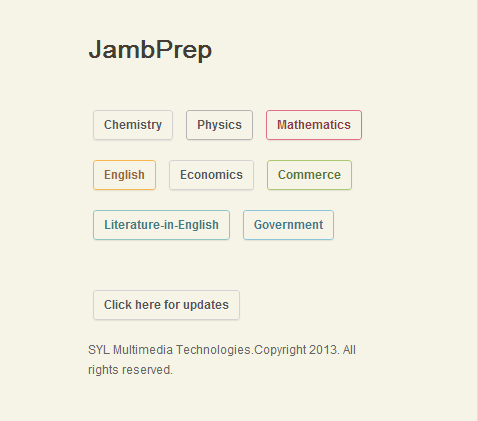 JambPrep
Chemistry Physics Mathematics
English Economics Commerce
Literature-in-English Government
Click here for updates
SYL Multimedia Technologies.Copyright 2013. All
rights reserved.